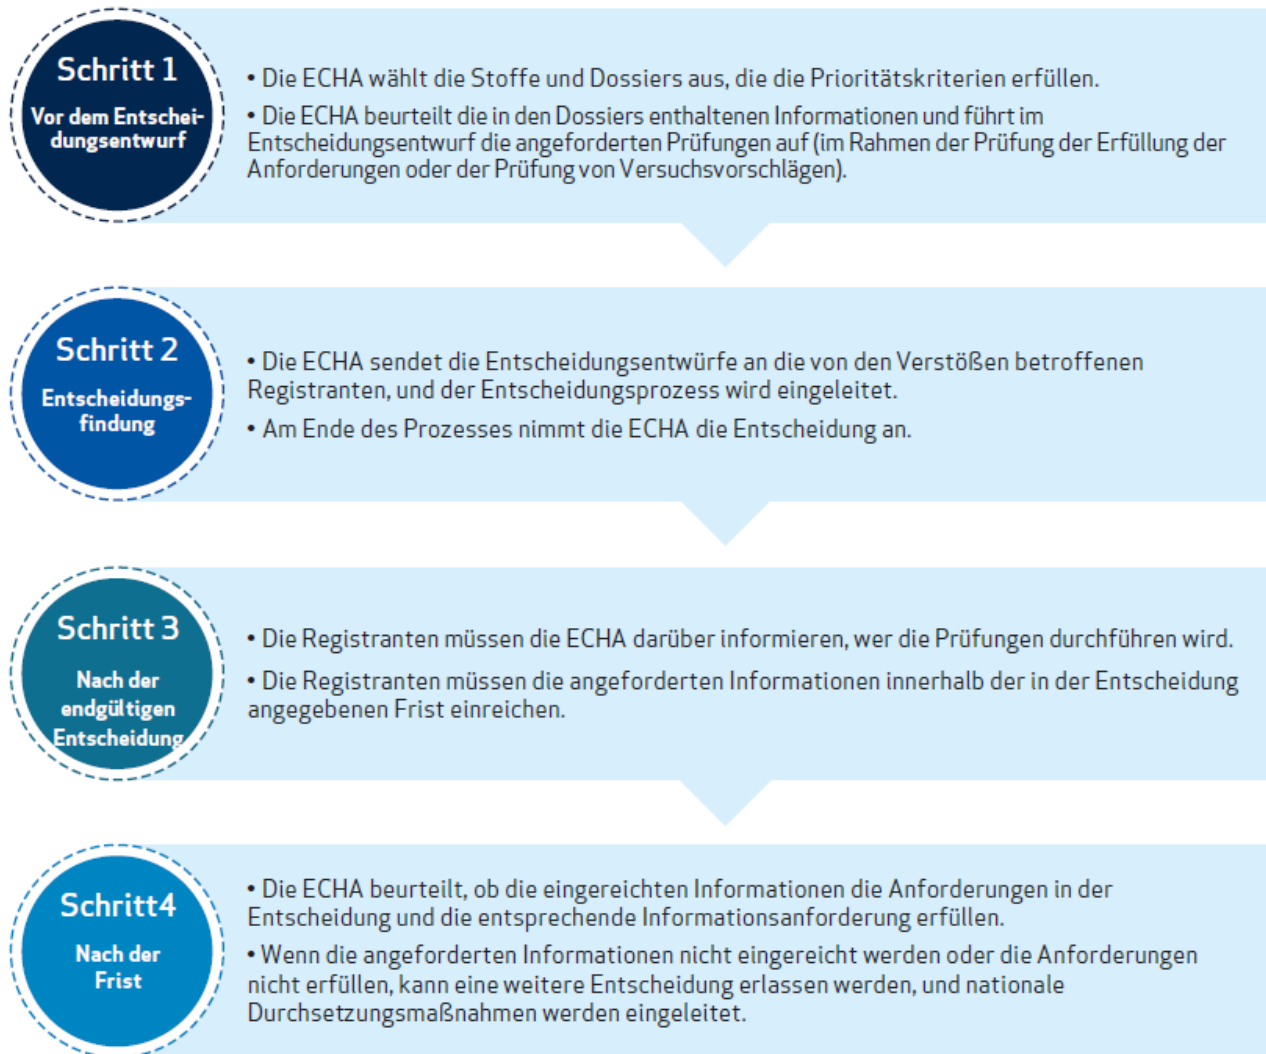 Schritt 1
Vor dem Entschei-
dungsentwurf
• Die ECHA wählt die Stoffe und Dossiers aus, die die Prioritätskriterien erfüllen.
• Die ECHA beurteilt die in den Dossiers enthaltenen Informationen und führt im
Entscheidungsentwurf die angeforderten Prüfungen auf (im Rahmen der Prüfung der Erfüllung der
Anforderungen oder der Prüfung von Versuchsvorschlägen).
Schritt 2
Entscheidungs-
findung
• Die ECHA sendet die Entscheidungsentwürfe an die von den Verstößen betroffenen
Registranten, und der Entscheidungsprozess wird eingeleitet.
• Am Ende des Prozesses nimmt die ECHA die Entscheidung an.
Schritt 3
Nach der
endgültigen
Entscheidung
• Die Registranten müssen die ECHA darüber informieren, wer die Prüfungen durchführen wird.
• Die Registranten müssen die angeforderten Informationen innerhalb der in der Entscheidung
angegebenen Frist einreichen.
Schritt4
Nach der
Frist
• Die ECHA beurteilt, ob die eingereichten Informationen die Anforderungen in der
Entscheidung und die entsprechende Informationsanforderung erfüllen.
• Wenn die angeforderten Informationen nicht eingereicht werden oder die Anforderungen
nicht erfüllen, kann eine weitere Entscheidung erlassen werden, und nationale
Durchsetzungsmaßnahmen werden eingeleitet.